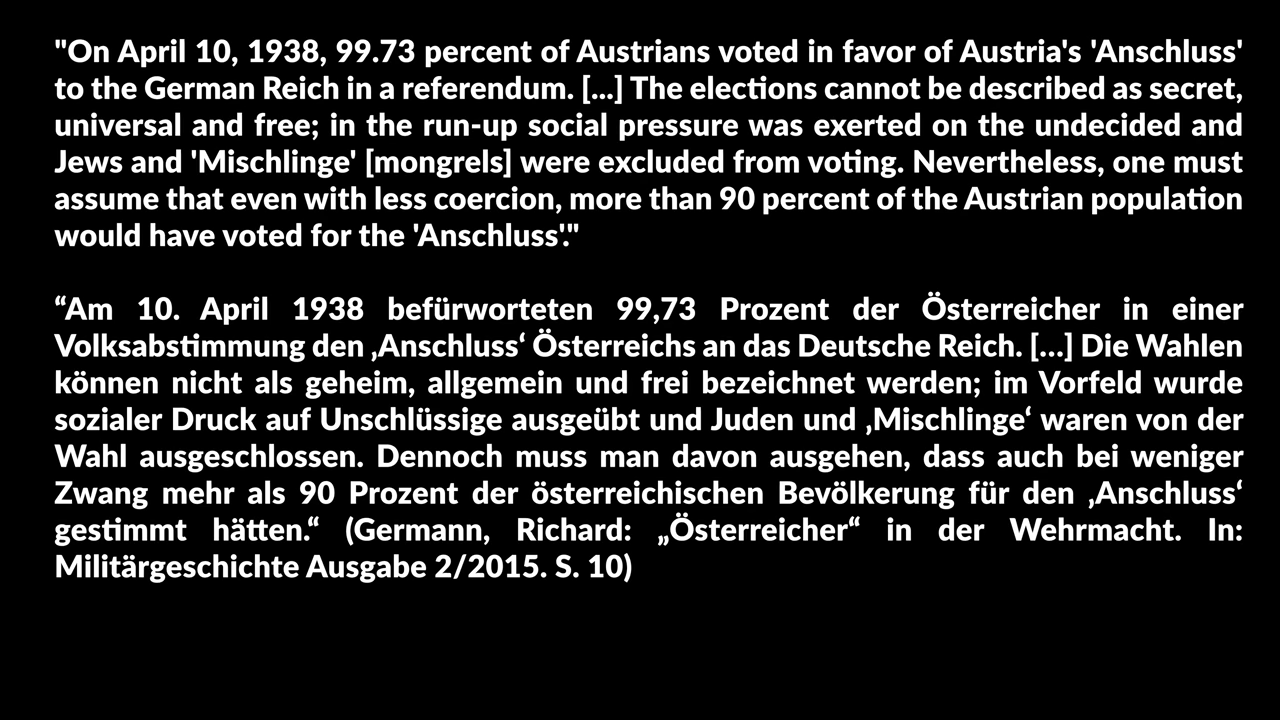 "On April 10, 1938, 99.73 percent of Austrians voted in favor of Austria's 'Anschluss'
to the German Reich in a referendum. [...] The elections cannot be described as secret,
universal and free; in the run-up social pressure was exerted on the undecided and
Jews and 'Mischlinge' [mongrels] were excluded from voting. Nevertheless, one must
assume that even with less coercion, more than 90 percent of the Austrian population
would have voted for the 'Anschluss'."
“Am 10. April 1938 befürworteten 99,73 Prozent der Österreicher in einer
Volksabstimmung den ‚Anschluss‘ Österreichs an das Deutsche Reich. [...] Die Wahlen
können nicht als geheim, allgemein und frei bezeichnet werden; im Vorfeld wurde
sozialer Druck auf Unschlüssige ausgeübt und Juden und ‚Mischlinge‘ waren von der
Wahl ausgeschlossen. Dennoch muss man davon ausgehen, dass auch bei weniger
Zwang mehr als 90 Prozent der österreichischen Bevölkerung für den ‚Anschluss‘
gestimmt hätten.“ (Germann, Richard: „Österreicher“ in der Wehrmacht. In:
Militärgeschichte Ausgabe 2/2015. S. 10)